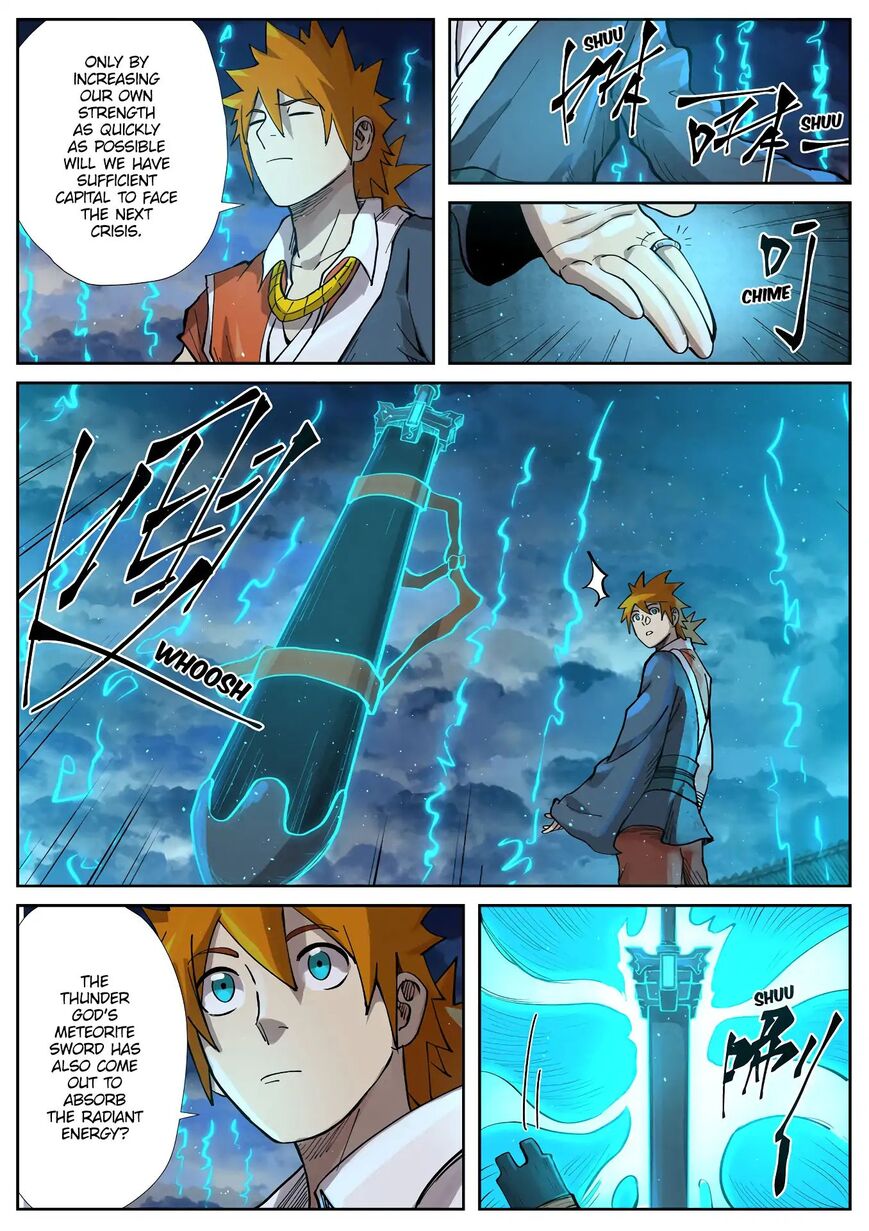 ONLY BY
INCREASING
OUR OWN
STRENGTH
AS QUICKLY
AS POSSIBLE
WILL WE HAVE
SUFFICIENT
CAPITAL TO FACE
THE NEXT
CRISIS.
SHUU
SHUU
叮
CHIME
WHOOSH
THE
THUNDER
GOD'S
METEORITE
SWORD HAS
ALSO COME
OUT TO
ABSORB
THE RADIANT
ENERGY?
SHUU